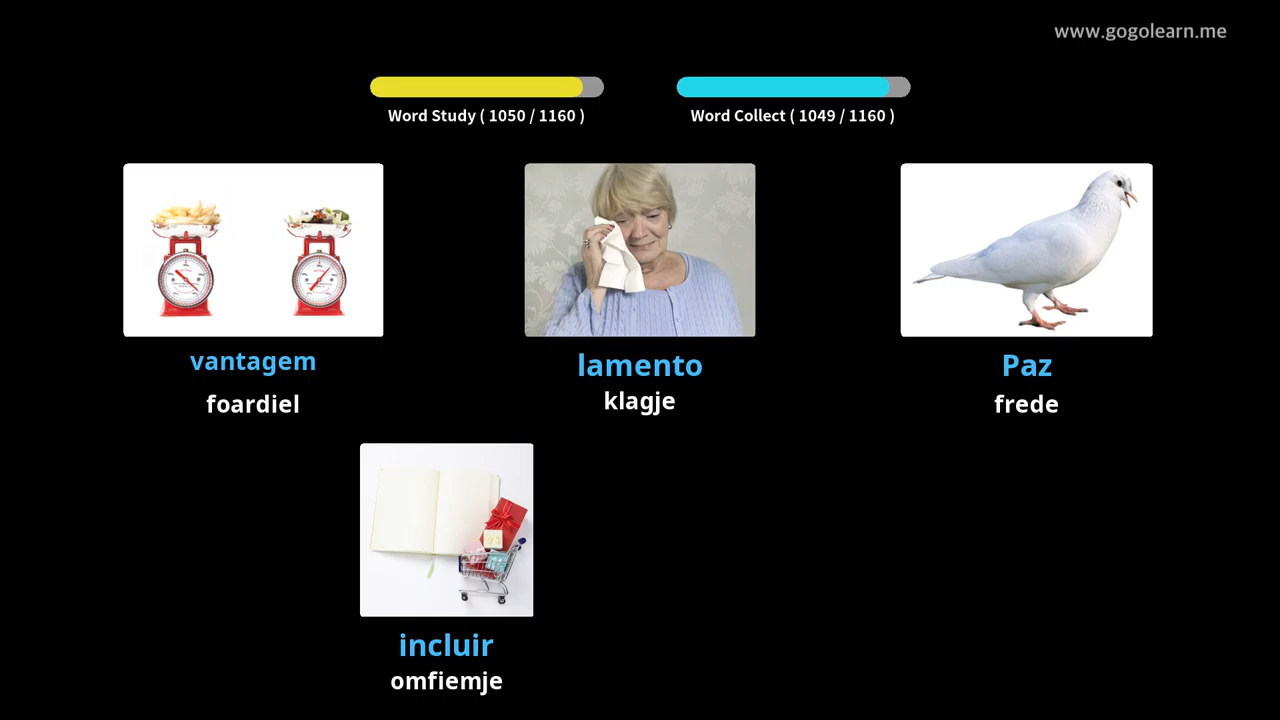 www.gogolearn.me
Word Study ( 1050 / 1160 )
Word Collect ( 1049 / 1160 )
vantagem
foardiel
lamento
klagje
Paz
frede
incluir
omfiemje